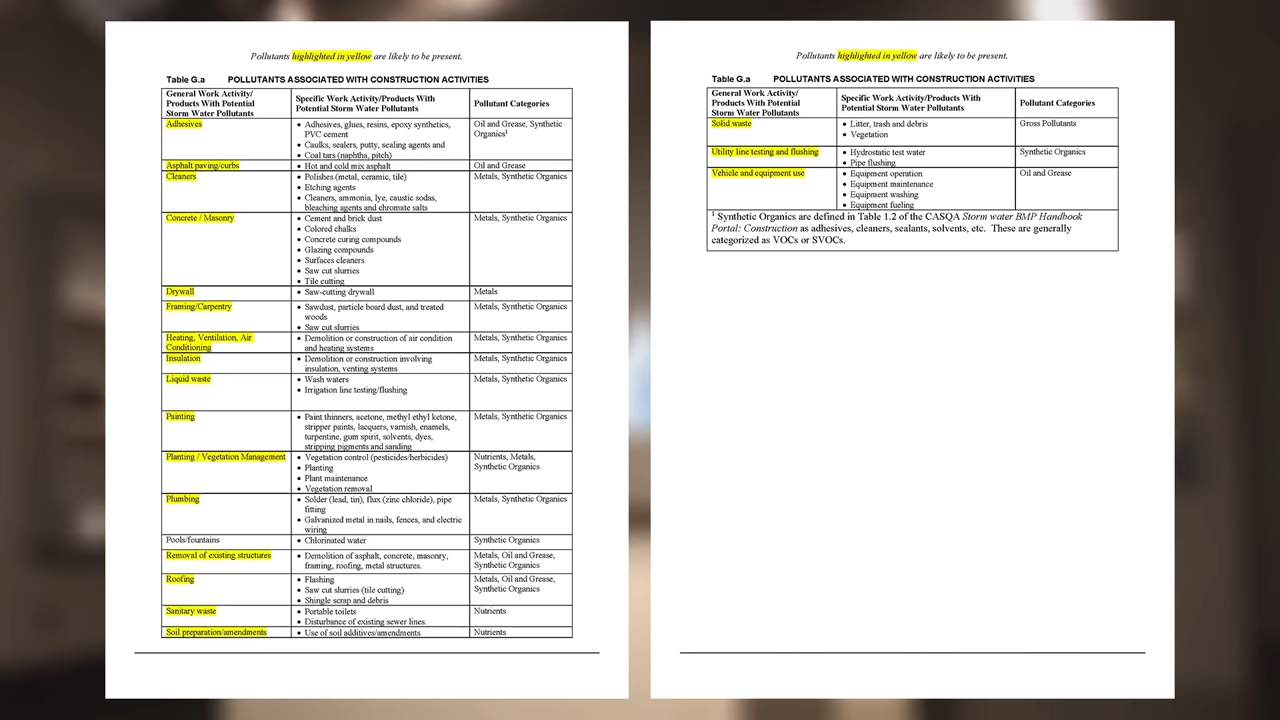 Pollutants highlighted in yellow are likely to be present.
Table G.a POLLUTANTS ASSOCIATED WITH CONSTRUCTION ACTIVITIES
General Work Activity/
Products With Potential
Storm Water Pollutants
Specific Work Activity/Products With
Potential Storm Water Pollutants
Pollutant Categories
Adhesives
• Adhesives, glues, resins, epoxy synthetics,
PVC cement
• Caulks, sealers, putty, sealing agents and
• Coal tars (naphtha, pitch)
Oil and Grease, Synthetic
Organics¹
Asphalt paving/curbs
• Hot and cold mix asphalt
Oil and Grease
Cleaners
• Polishes (metal, ceramic, tile)
• Etching agents
• Cleaners, ammonia, lye, caustic sodas,
bleaching agents and chromate salts
Metals, Synthetic Organics
Concrete / Masonry
• Cement and brick dust
• Colored chalks
• Concrete curing compounds
• Glazing compounds
• Surfaces cleaners
• Saw cut slurries
• Tile cutting
Metals, Synthetic Organics
Drywall
• Saw-cutting drywall
Metals
Framing/Carpentry
• Sawdust, particle board dust, and treated
woods
• Saw cut slurries
Metals, Synthetic Organics
Heating, Ventilation, Air
Conditioning
• Demolition or construction of air condition
and heating systems
Metals, Synthetic Organics
Insulation
• Demolition or construction involving
insulation, venting systems
Metals, Synthetic Organics
Liquid waste
• Wash waters
• Irrigation line testing/flushing
Metals, Synthetic Organics
Painting
• Paint thinners, acetone, methyl ethyl ketone,
stripper paints, lacquers, varnish, enamels,
turpentine, gum spirit, solvents, dyes,
stripping pigments and sanding
Metals, Synthetic Organics
Planting / Vegetation Management
• Vegetation control (pesticides/herbicides)
• Planting
• Plant maintenance
• Vegetation removal
Nutrients, Metals,
Synthetic Organics
Plumbing
• Solder (lead, tin), flux (zinc chloride), pipe
fitting
• Galvanized metal in nails, fences, and electric
wiring
Metals, Synthetic Organics
Pools/fountains
• Chlorinated water
Synthetic Organics
Removal of existing structures
• Demolition of asphalt, concrete, masonry,
framing, roofing, metal structures.
Metals, Oil and Grease,
Synthetic Organics
Roofing
• Flashing
• Saw cut slurries (tile cutting)
• Shingle scrap and debris
Metals, Oil and Grease,
Synthetic Organics
Sanitary waste
• Portable toilets
• Disturbance of existing sewer lines.
Nutrients
Soil preparation/amendments
• Use of soil additives/amendments
Nutrients
Pollutants highlighted in yellow are likely to be present.
Table G.a POLLUTANTS ASSOCIATED WITH CONSTRUCTION ACTIVITIES
General Work Activity/
Products With Potential
Storm Water Pollutants
Specific Work Activity/Products With
Potential Storm Water Pollutants
Pollutant Categories
Solid waste
• Litter, trash and debris
• Vegetation
Gross Pollutants
Utility line testing and flushing
• Hydrostatic test water
• Pipe flushing
Synthetic Organics
Vehicle and equipment use
• Equipment operation
• Equipment maintenance
• Equipment washing
• Equipment fueling
Oil and Grease
¹ Synthetic Organics are defined in Table 1.2 of the CASQA Storm water BMP Handbook
Portal: Construction as adhesives, cleaners, sealants, solvents, etc. These are generally
categorized as VOCs or SVOCs.